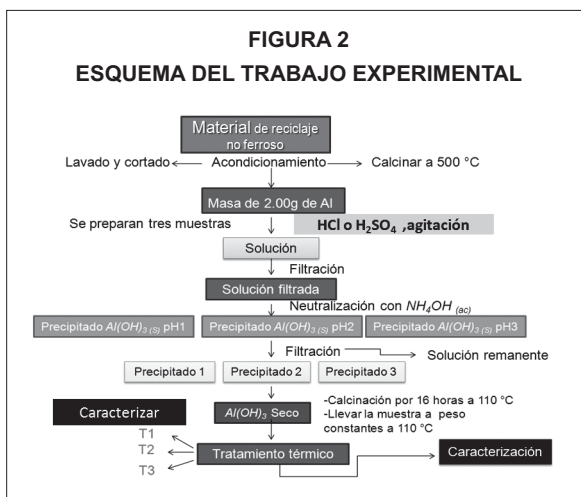 FIGURA 2
ESQUEMA DEL TRABAJO EXPERIMENTAL
Material de reciclaje
no ferroso
Lavado y cortado
Acondicionamiento
Calcinar a 500 °C
Masa de 2.00g de Al
Se preparan tres muestras
HCl o H₂SO₄ ,agitación
Solución
Filtración
Solución filtrada
Neutralización con NH₄OH (ac)
Precipitado Al(OH)₃ (S) pH1
Precipitado Al(OH)₃ (S) pH2
Precipitado Al(OH)₃ (S) pH3
Filtración
Solución remanente
Precipitado 1
Precipitado 2
Precipitado 3
Caracterizar
Al(OH)₃ Seco
-Calcinación por 16 horas a 110 °C
-Llevar la muestra a peso
constantes a 110 °C
T1
T2
T3
Tratamiento térmico
Caracterización